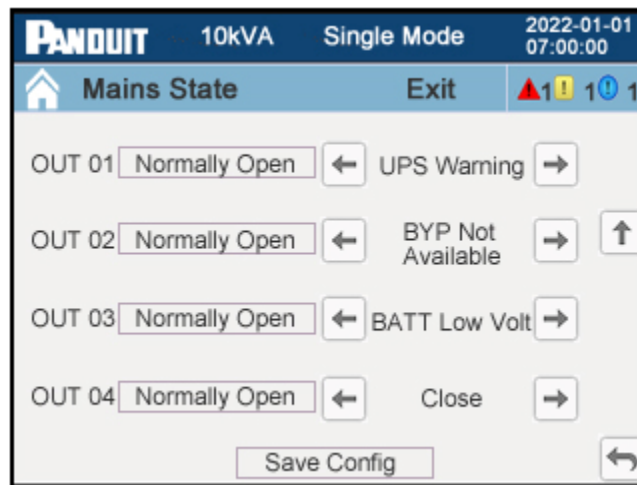 PANDUIT 10kVA Single Mode 2022-01-01
07:00:00
Mains State Exit 1 1 1
OUT 01 Normally Open UPS Warning
OUT 02 Normally Open BYP Not
Available
OUT 03 Normally Open BATT Low Volt
OUT 04 Normally Open Close
Save Config